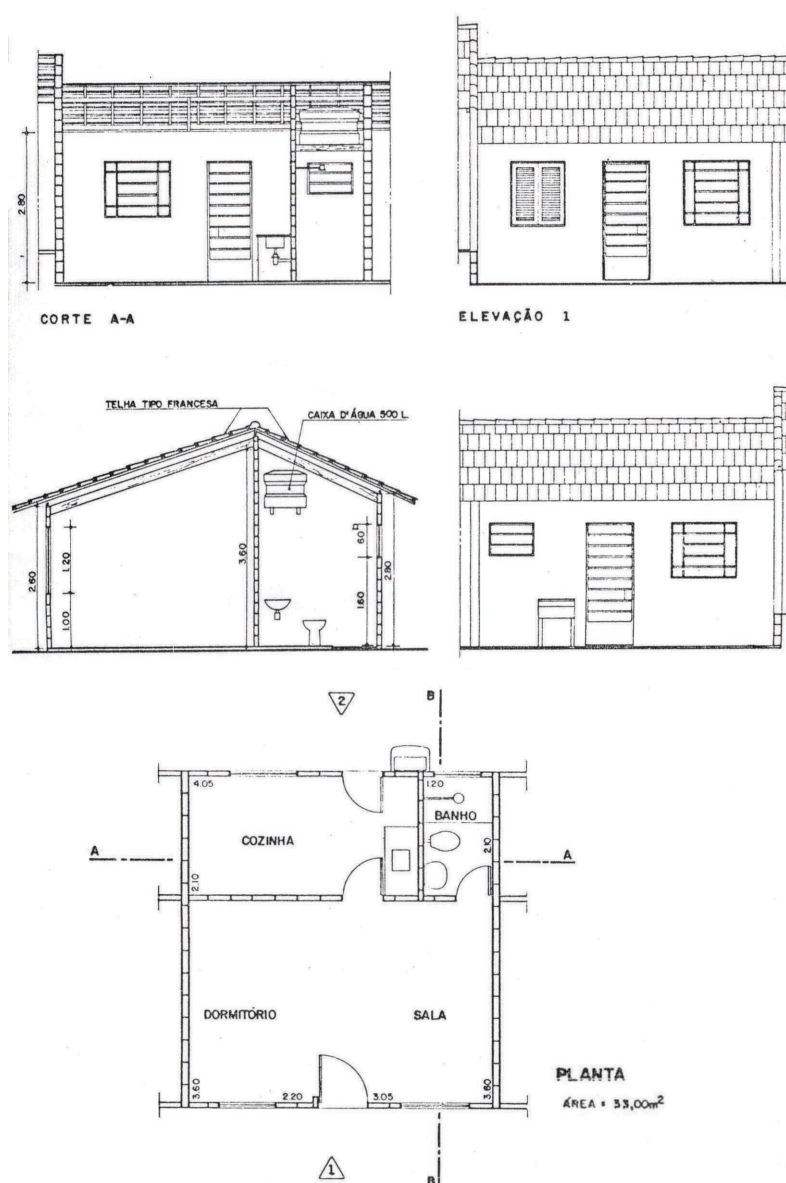 2.80
CORTE A-A
ELEVAÇÃO 1
TELHA TIPO FRANCESA
CAIXA D'ÁGUA 500 L.
2.60
1.00
1.20
3.60
60
1.60
2.80
2
B
4.05
120
BANHO
COZINHA
A
A
2.10
2.10
DORMITÓRIO
SALA
3.60
2.20
3.05
3.60
PLANTA
ÁREA = 33,00m²
1
B